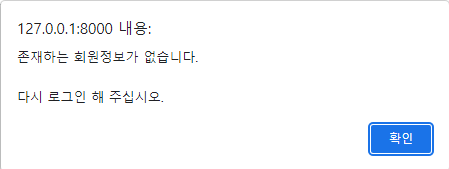 127.0.0.1:8000 내용:
존재하는 회원정보가 없습니다.
다시 로그인 해 주십시오.
확인